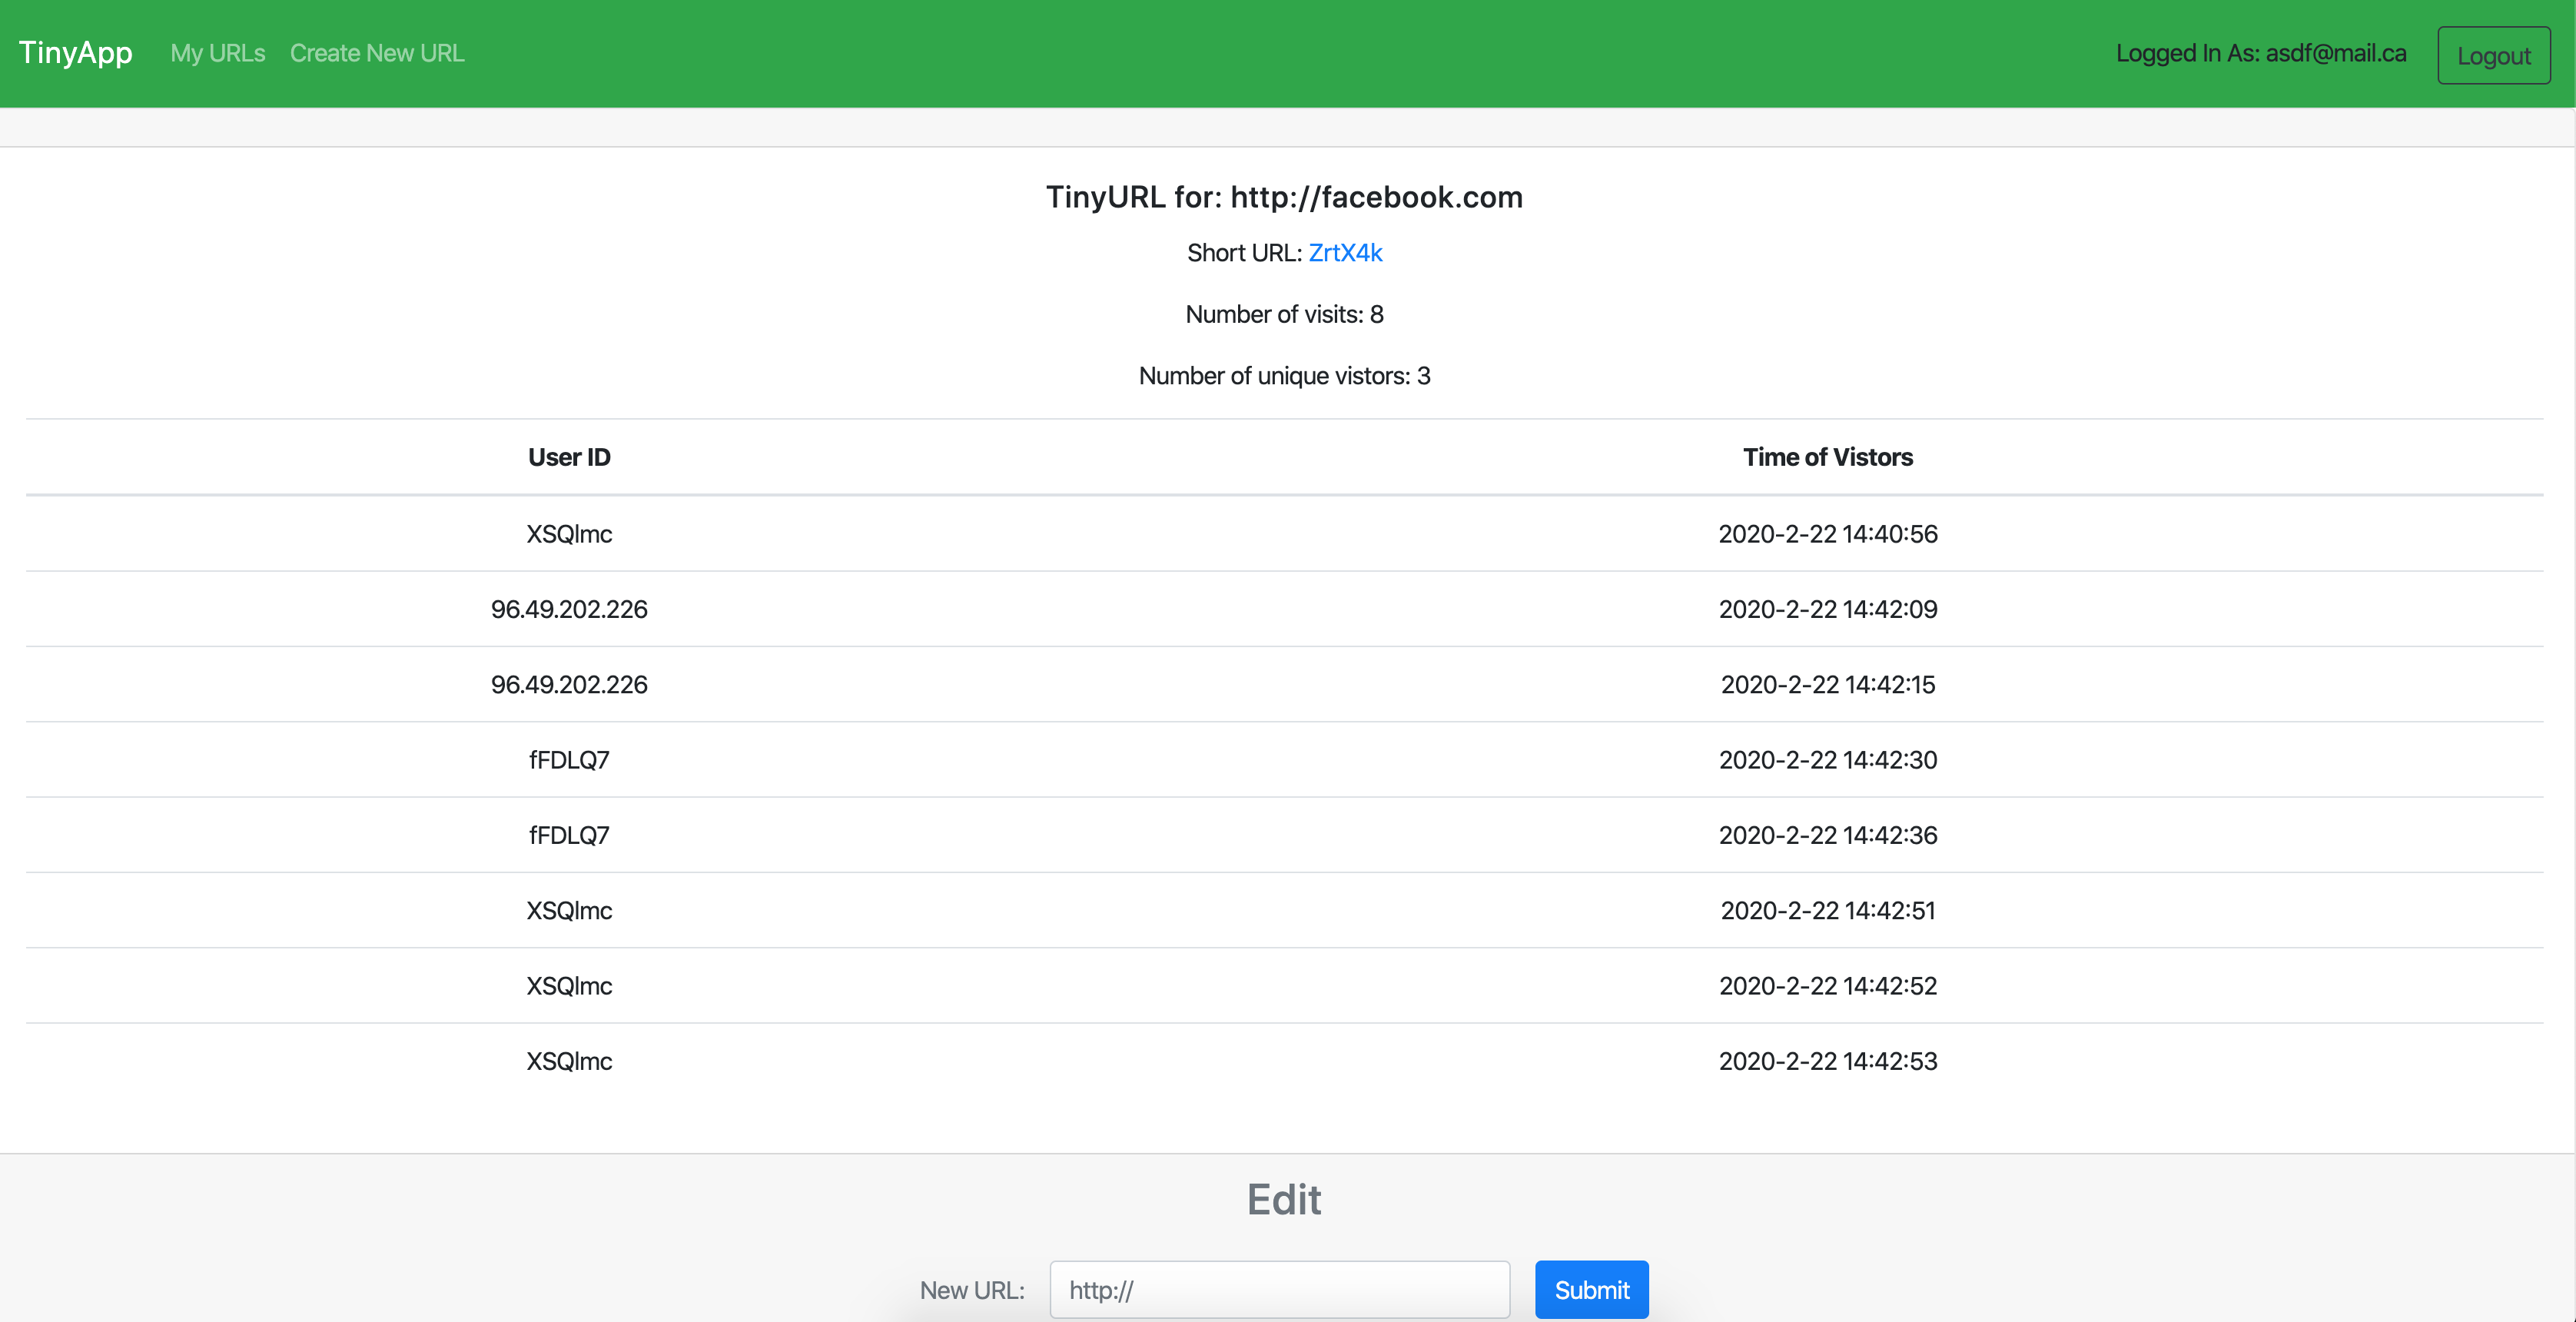 TinyApp My URLs Create New URL Logged In As: asdf@mail.ca Logout
TinyURL for: http://facebook.com
Short URL: ZrtX4k
Number of visits: 8
Number of unique vistors: 3
User ID Time of Vistors
XSQlmc 2020-2-22 14:40:56
96.49.202.226 2020-2-22 14:42:09
96.49.202.226 2020-2-22 14:42:15
fFDLQ7 2020-2-22 14:42:30
fFDLQ7 2020-2-22 14:42:36
XSQlmc 2020-2-22 14:42:51
XSQlmc 2020-2-22 14:42:52
XSQlmc 2020-2-22 14:42:53
Edit
New URL: http:// Submit